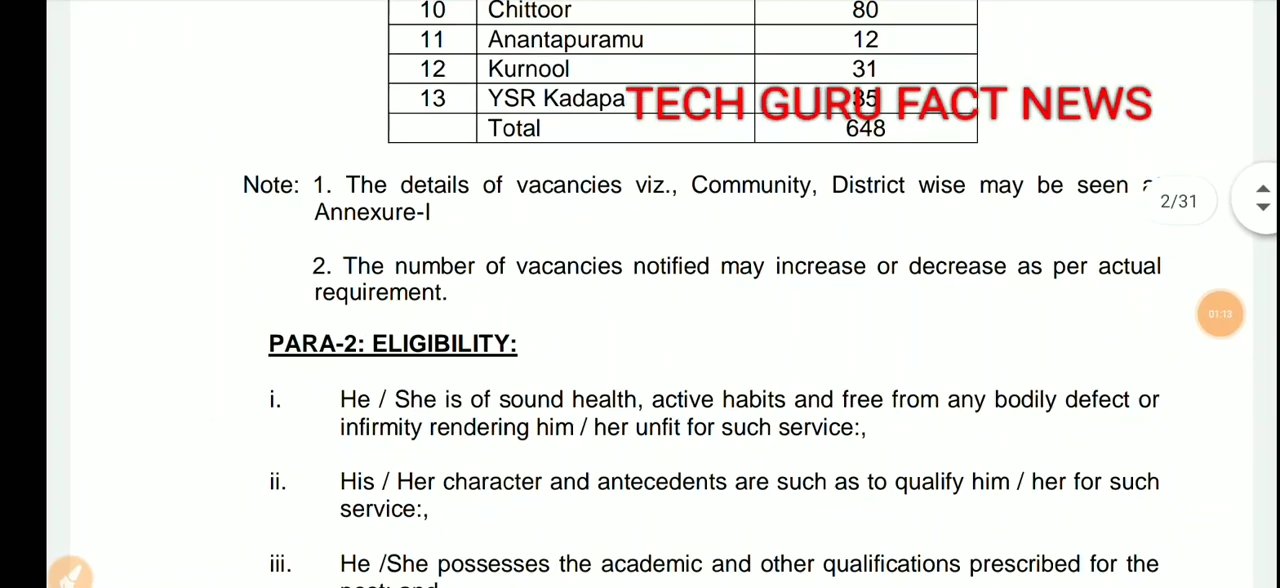 10 Chittoor 80
11 Anantapuramu 12
12 Kurnool 31
13 YSR Kadapa 35
TECH GURU FACT NEWS
Total 648
Note: 1. The details of vacancies viz., Community, District wise may be seen
Annexure-I
2/31
2. The number of vacancies notified may increase or decrease as per actual
requirement.
01:13
PARA-2: ELIGIBILITY:
i. He / She is of sound health, active habits and free from any bodily defect or
infirmity rendering him / her unfit for such service:,
ii. His / Her character and antecedents are such as to qualify him / her for such
service:,
iii. He /She possesses the academic and other qualifications prescribed for the